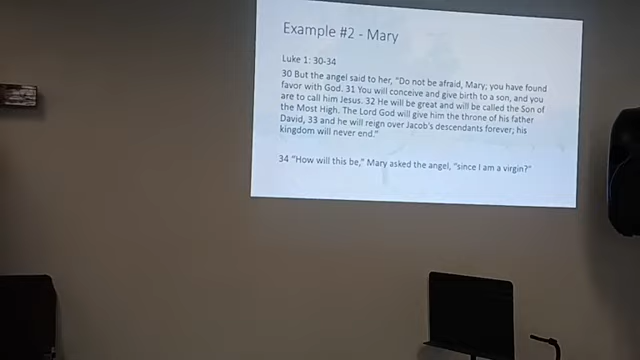 Example #2 - Mary
Luke 1: 30-34
30 But the angel said to her, "Do not be afraid, Mary; you have found
favor with God. 31 You will conceive and give birth to a son, and you
are to call him Jesus. 32 He will be great and will be called the Son of
the Most High. The Lord God will give him the throne of his father
David, 33 and he will reign over Jacob's descendants forever; his
kingdom will never end."
34 "How will this be," Mary asked the angel, "since I am a virgin?"